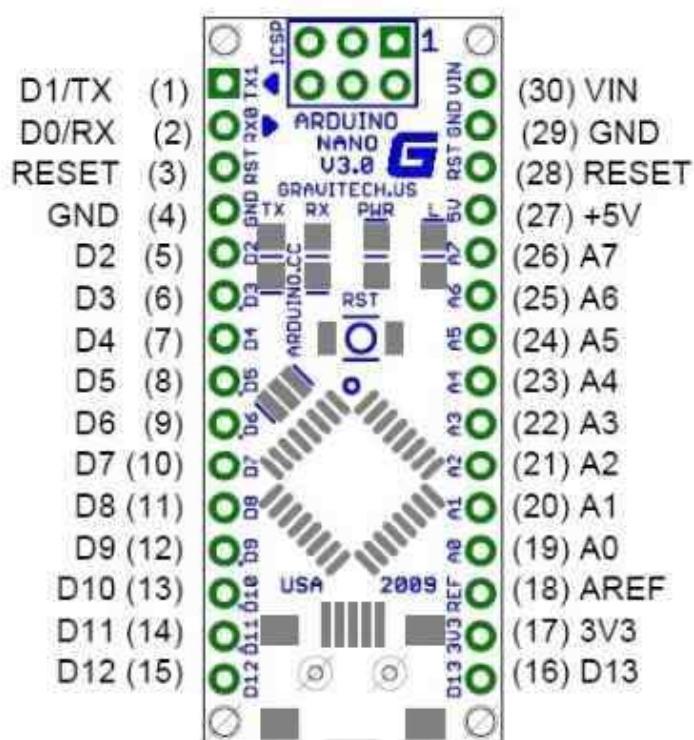 D1/TX (1)
D0/RX (2)
RESET (3)
GND (4)
D2 (5)
D3 (6)
D4 (7)
D5 (8)
D6 (9)
D7 (10)
D8 (11)
D9 (12)
D10 (13)
D11 (14)
D12 (15)
TX1
RX0
RST
GND
D2
D3
D4
D5
D6
D7
D8
D9
D10
D11
D12
ICSP
1
ARDUINO
NANO
V3.0
G
GRAVITECH.US
TX RX PWR L
ARDUINO.CC
RST
USA 2009
VIN
GND
RST
5V
A7
A6
A5
A4
A3
A2
A1
A0
REF
3V3
D13
(30) VIN
(29) GND
(28) RESET
(27) +5V
(26) A7
(25) A6
(24) A5
(23) A4
(22) A3
(21) A2
(20) A1
(19) A0
(18) AREF
(17) 3V3
(16) D13